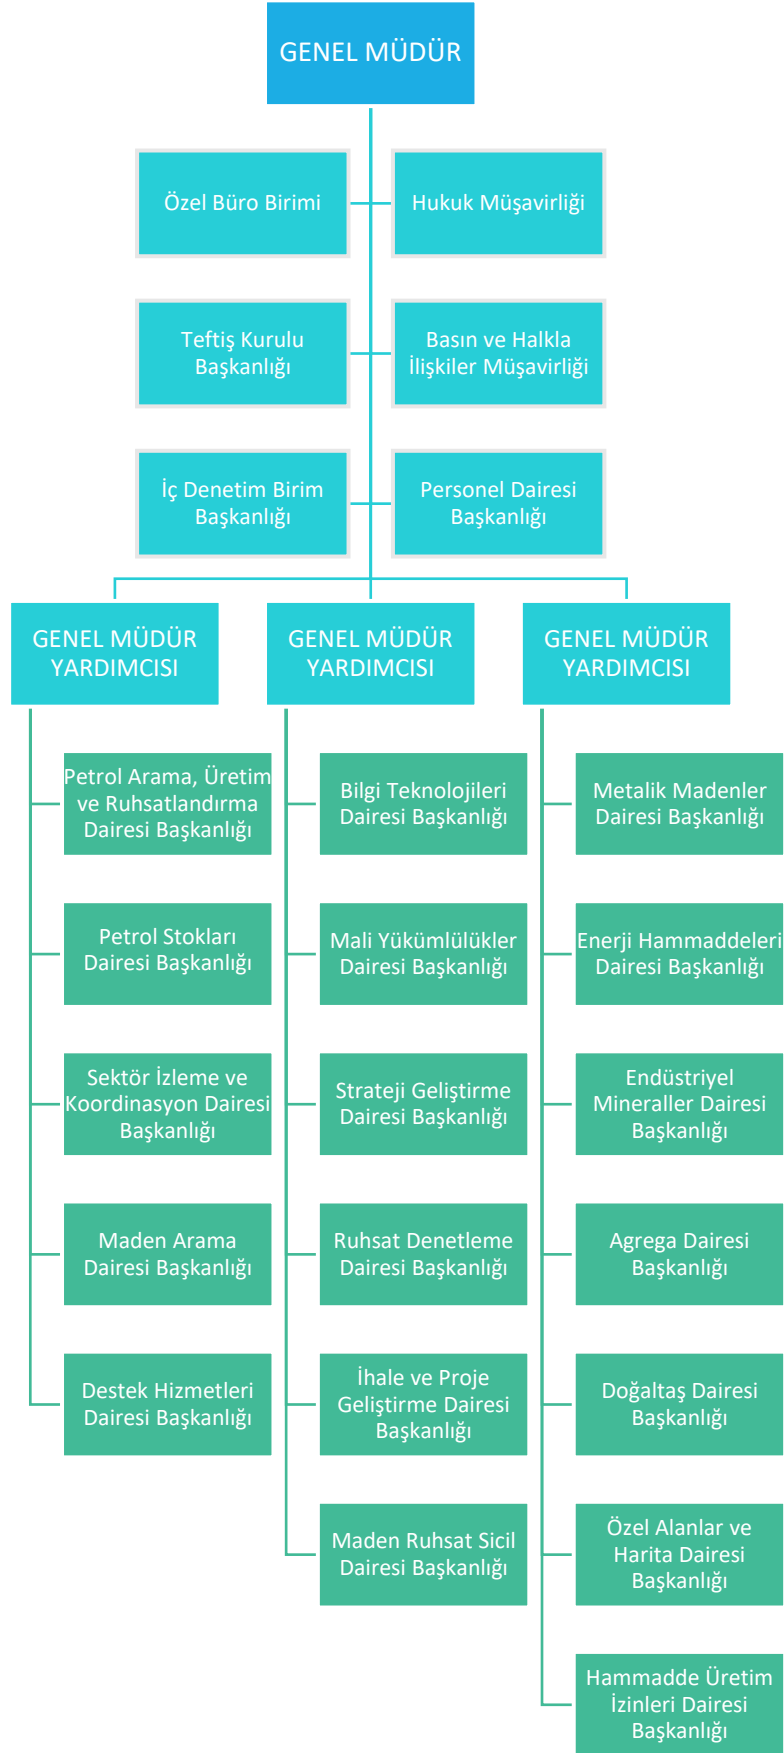 GENEL MÜDÜR
Özel Büro Birimi
Hukuk Müşavirliği
Teftiş Kurulu
Başkanlığı
Basın ve Halkla
İlişkiler Müşavirliği
İç Denetim Birim
Başkanlığı
Personel Dairesi
Başkanlığı
GENEL MÜDÜR
YARDIMCISI
Petrol Arama, Üretim
ve Ruhsatlandırma
Dairesi Başkanlığı
Petrol Stokları
Dairesi Başkanlığı
Sektör İzleme ve
Koordinasyon Dairesi
Başkanlığı
Maden Arama
Dairesi Başkanlığı
Destek Hizmetleri
Dairesi Başkanlığı
GENEL MÜDÜR
YARDIMCISI
Bilgi Teknolojileri
Dairesi Başkanlığı
Mali Yükümlülükler
Dairesi Başkanlığı
Strateji Geliştirme
Dairesi Başkanlığı
Ruhsat Denetleme
Dairesi Başkanlığı
İhale ve Proje
Geliştirme Dairesi
Başkanlığı
Maden Ruhsat Sicil
Dairesi Başkanlığı
GENEL MÜDÜR
YARDIMCISI
Metalik Madenler
Dairesi Başkanlığı
Enerji Hammaddeleri
Dairesi Başkanlığı
Endüstriyel
Mineraller Dairesi
Başkanlığı
Agrega Dairesi
Başkanlığı
Doğaltaş Dairesi
Başkanlığı
Özel Alanlar ve
Harita Dairesi
Başkanlığı
Hammadde Üretim
İzinleri Dairesi
Başkanlığı